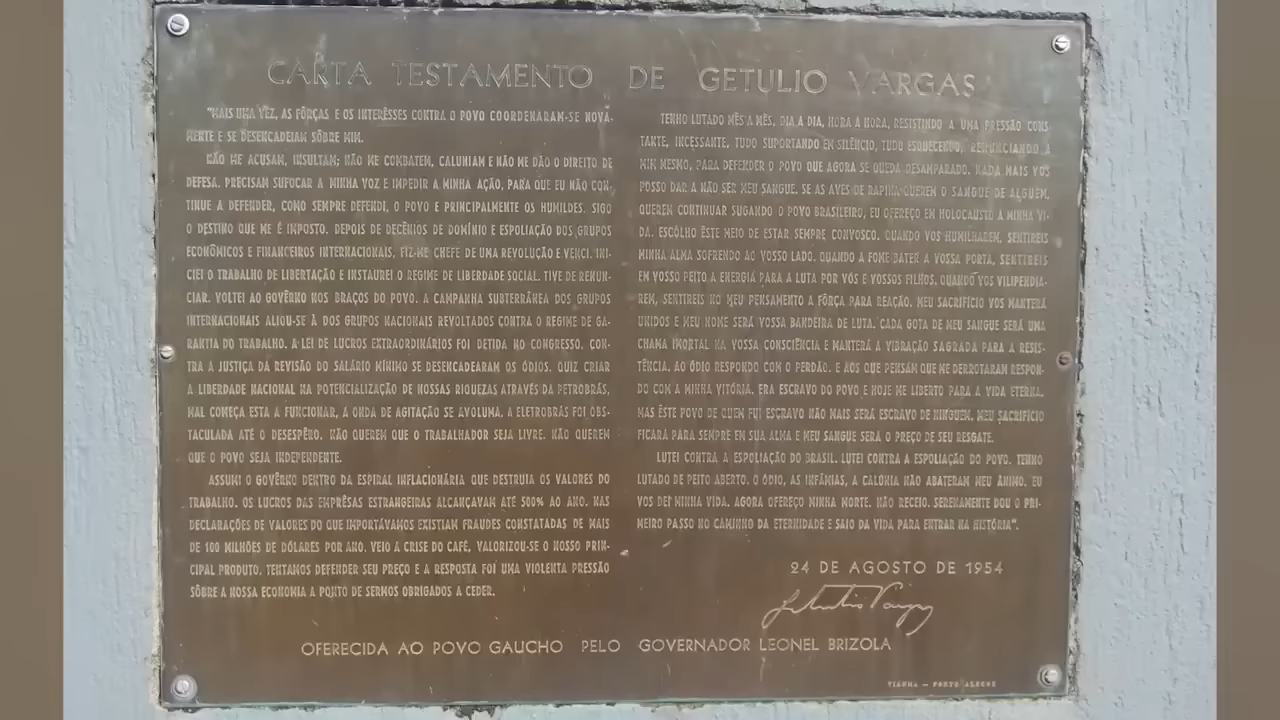 CARTA TESTAMENTO DE GETULIO VARGAS
"MAIS UMA VEZ, AS FÔRÇAS E OS INTERÊSSES CONTRA O POVO COORDENARAM-SE NOVA-
MENTE E SE DESENCADEIAM SÔBRE MIM.
NÃO ME ACUSAM, INSULTAM; NÃO ME COMBATEM, CALUNIAM E NÃO ME DÃO O DIREITO DE
DEFESA. PRECISAM SUFOCAR A MINHA VOZ E IMPEDIR A MINHA AÇÃO, PARA QUE EU NÃO CON-
TINUE A DEFENDER, COMO SEMPRE DEFENDI, O POVO E PRINCIPALMENTE OS HUMILDES. SIGO
O DESTINO QUE ME É IMPOSTO. DEPOIS DE DECÊNIOS DE DOMÍNIO E ESPOLIAÇÃO DOS GRUPOS
ECONÔMICOS E FINANCEIROS INTERNACIONAIS, FIZ-ME CHEFE DE UMA REVOLUÇÃO E VENCI. INI-
CIEI O TRABALHO DE LIBERTAÇÃO E INSTAUREI O REGIME DE LIBERDADE SOCIAL. TIVE DE RENUN-
CIAR. VOLTEI AO GOVÊRNO NOS BRAÇOS DO POVO. A CAMPANHA SUBTERRÂNEA DOS GRUPOS
INTERNACIONAIS ALIOU-SE À DOS GRUPOS NACIONAIS REVOLTADOS CONTRA O REGIME DE GA-
RANTIA DO TRABALHO. A LEI DE LUCROS EXTRAORDINÁRIOS FOI DETIDA NO CONGRESSO. CON-
TRA A JUSTIÇA DA REVISÃO DO SALÁRIO MÍNIMO SE DESENCADEARAM OS ÓDIOS. QUIZ CRIAR
A LIBERDADE NACIONAL NA POTENCIALIZAÇÃO DE NOSSAS RIQUEZAS ATRAVÉS DA PETROBRÁS,
MAL COMEÇA ESTA A FUNCIONAR, A ONDA DE AGITAÇÃO SE AVOLUMA. A ELETROBRÁS FOI OBS-
TACULADA ATÉ O DESESPÊRO. NÃO QUEREM QUE O TRABALHADOR SEJA LIVRE. NÃO QUEREM
QUE O POVO SEJA INDEPENDENTE.
ASSUMI O GOVÊRNO DENTRO DA ESPIRAL INFLACIONÁRIA QUE DESTRUIA OS VALORES DO
TRABALHO. OS LUCROS DAS EMPRÊSAS ESTRANGEIRAS ALCANÇAVAM ATÉ 500% AO ANO. NAS
DECLARAÇÕES DE VALORES DO QUE IMPORTÁVAMOS EXISTIAM FRAUDES CONSTATADAS DE MAIS
DE 100 MILHÕES DE DÓLARES POR ANO. VEIO A CRISE DO CAFÉ, VALORIZOU-SE O NOSSO PRIN-
CIPAL PRODUTO. TENTAMOS DEFENDER SEU PREÇO E A RESPOSTA FOI UMA VIOLENTA PRESSÃO
SÔBRE A NOSSA ECONOMIA A PONTO DE SERMOS OBRIGADOS A CEDER.
TENHO LUTADO MÊS A MÊS, DIA A DIA, HORA A HORA, RESISTINDO A UMA PRESSÃO CONS
TANTE, INCESSANTE, TUDO SUPORTANDO EM SILÊNCIO, TUDO ESQUECENDO, RENUNCIANDO A
MIM MESMO, PARA DEFENDER O POVO QUE AGORA SE QUEDA DESAMPARADO. NADA MAIS VOS
POSSO DAR A NÃO SER MEU SANGUE. SE AS AVES DE RAPINA QUEREM O SANGUE DE ALGUÉM,
QUEREM CONTINUAR SUGANDO O POVO BRASILEIRO, EU OFEREÇO EM HOLOCAUSTO A MINHA VI-
DA. ESCOLHO ÊSTE MEIO DE ESTAR SEMPRE CONVOSCO. QUANDO VOS HUMILHAREM, SENTIREIS
MINHA ALMA SOFRENDO AO VOSSO LADO. QUANDO A FOME BATER A VOSSA PORTA, SENTIREIS
EM VOSSO PEITO A ENERGIA PARA A LUTA POR VÓS E VOSSOS FILHOS. QUANDO VOS VILIPENDIA-
REM, SENTIREIS NO MEU PENSAMENTO A FÔRÇA PARA REAÇÃO. MEU SACRIFÍCIO VOS MANTERÁ
UNIDOS E MEU NOME SERÁ VOSSA BANDEIRA DE LUTA. CADA GOTA DE MEU SANGUE SERÁ UMA
CHAMA IMORTAL NA VOSSA CONSCIÊNCIA E MANTERÁ A VIBRAÇÃO SAGRADA PARA A RESIS-
TÊNCIA. AO ÓDIO RESPONDO COM O PERDÃO. E AOS QUE PENSAM QUE ME DERROTARAM RESPON-
DO COM A MINHA VITÓRIA. ERA ESCRAVO DO POVO E HOJE ME LIBERTO PARA A VIDA ETERNA.
MAS ÊSTE POVO DE QUEM FUI ESCRAVO NÃO MAIS SERÁ ESCRAVO DE NINGUÉM. MEU SACRIFÍCIO
FICARÁ PARA SEMPRE EM SUA ALMA E MEU SANGUE SERÁ O PREÇO DE SEU RESGATE.
LUTEI CONTRA A ESPOLIAÇÃO DO BRASIL. LUTEI CONTRA A ESPOLIAÇÃO DO POVO. TENHO
LUTADO DE PEITO ABERTO. O ÓDIO, AS INFÂMIAS, A CALÚNIA NÃO ABATERAM MEU ÂNIMO. EU
VOS DEI MINHA VIDA. AGORA OFEREÇO MINHA MORTE. NÃO RECEIO. SERENAMENTE DOU O PRI-
MEIRO PASSO NO CAMINHO DA ETERNIDADE E SAIO DA VIDA PARA ENTRAR NA HISTÓRIA".
24 DE AGOSTO DE 1954
Getulio Vargas
OFERECIDA AO POVO GAUCHO PELO GOVERNADOR LEONEL BRIZOLA
VIANNA — PORTO ALEGRE